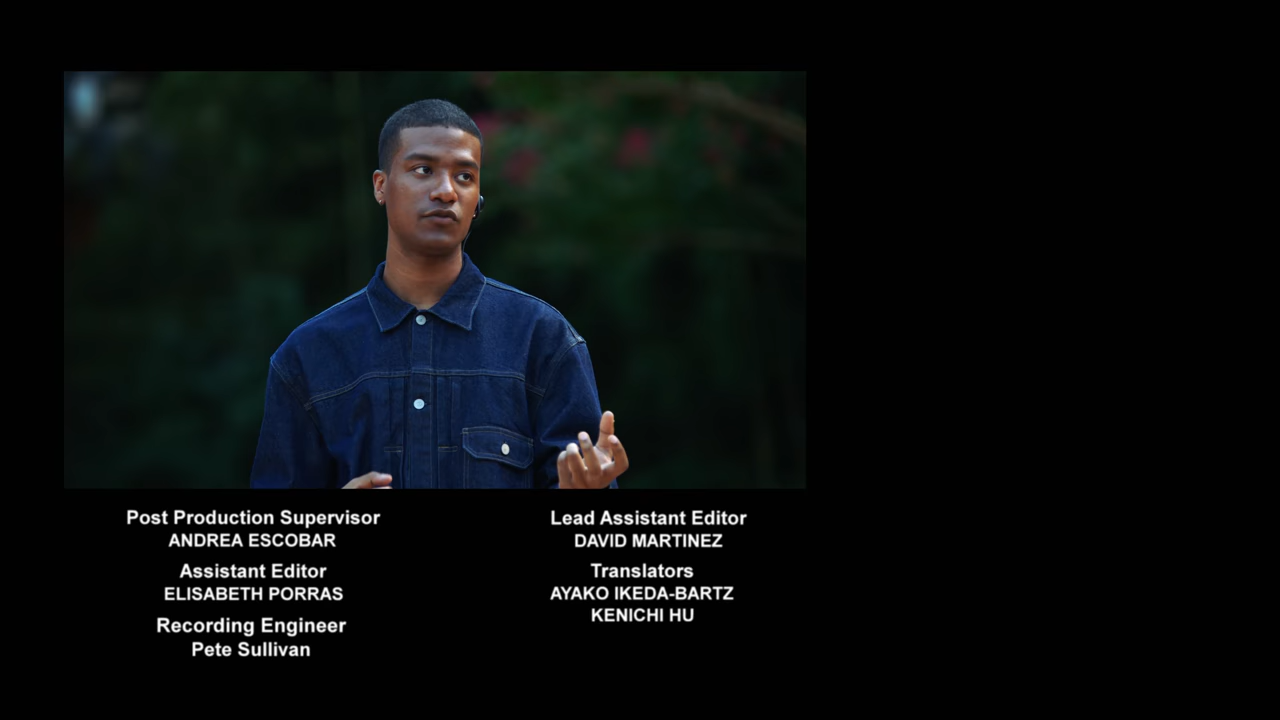 Post Production Supervisor
ANDREA ESCOBAR
Assistant Editor
ELISABETH PORRAS
Recording Engineer
Pete Sullivan
Lead Assistant Editor
DAVID MARTINEZ
Translators
AYAKO IKEDA-BARTZ
KENICHI HU